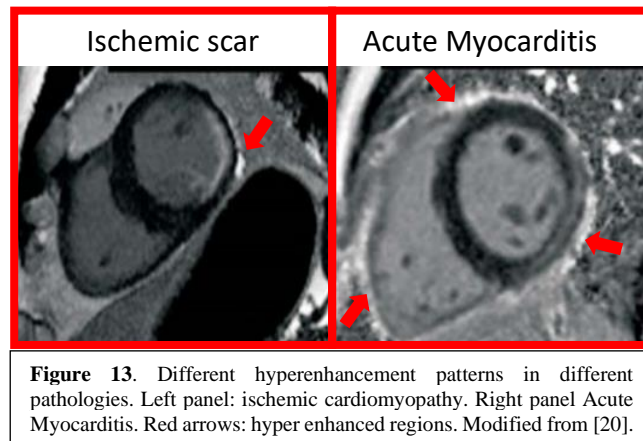 Ischemic scar
Acute Myocarditis
Figure 13. Different hyperenhancement patterns in different
pathologies. Left panel: ischemic cardiomyopathy. Right panel Acute
Myocarditis. Red arrows: hyper enhanced regions. Modified from [20].